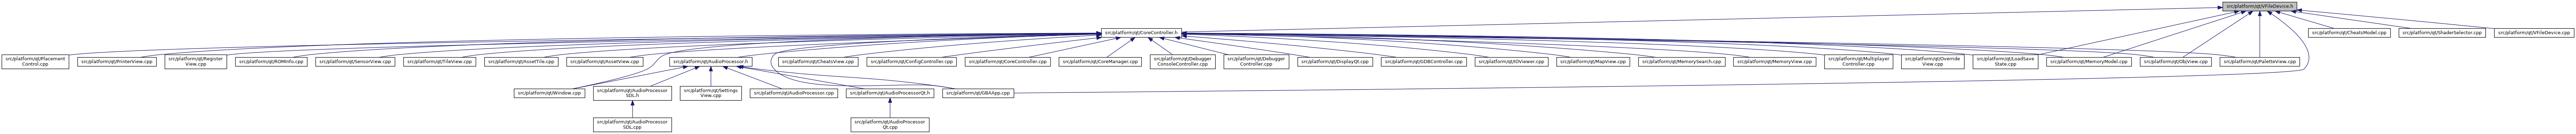 src/platform/qt/VFileDevice.h
src/platform/qt/CoreController.h
src/platform/qt/CheatsModel.cpp
src/platform/qt/ShaderSelector.cpp
src/platform/qt/VFileDevice.cpp
src/platform/qt/Placement
Control.cpp
src/platform/qt/PrinterView.cpp
src/platform/qt/Register
View.cpp
src/platform/qt/ROMInfo.cpp
src/platform/qt/SensorView.cpp
src/platform/qt/TileView.cpp
src/platform/qt/AssetTile.cpp
src/platform/qt/AssetView.cpp
src/platform/qt/AudioProcessor.h
src/platform/qt/CheatsView.cpp
src/platform/qt/ConfigController.cpp
src/platform/qt/CoreController.cpp
src/platform/qt/CoreManager.cpp
src/platform/qt/Debugger
ConsoleController.cpp
src/platform/qt/Debugger
Controller.cpp
src/platform/qt/DisplayQt.cpp
src/platform/qt/GDBController.cpp
src/platform/qt/IOViewer.cpp
src/platform/qt/MapView.cpp
src/platform/qt/MemorySearch.cpp
src/platform/qt/MemoryView.cpp
src/platform/qt/Multiplayer
Controller.cpp
src/platform/qt/Override
View.cpp
src/platform/qt/LoadSave
State.cpp
src/platform/qt/MemoryModel.cpp
src/platform/qt/ObjView.cpp
src/platform/qt/PaletteView.cpp
src/platform/qt/Window.cpp
src/platform/qt/AudioProcessor
SDL.h
src/platform/qt/Settings
View.cpp
src/platform/qt/AudioProcessor.cpp
src/platform/qt/AudioProcessorQt.h
src/platform/qt/GBAApp.cpp
src/platform/qt/AudioProcessor
SDL.cpp
src/platform/qt/AudioProcessor
Qt.cpp